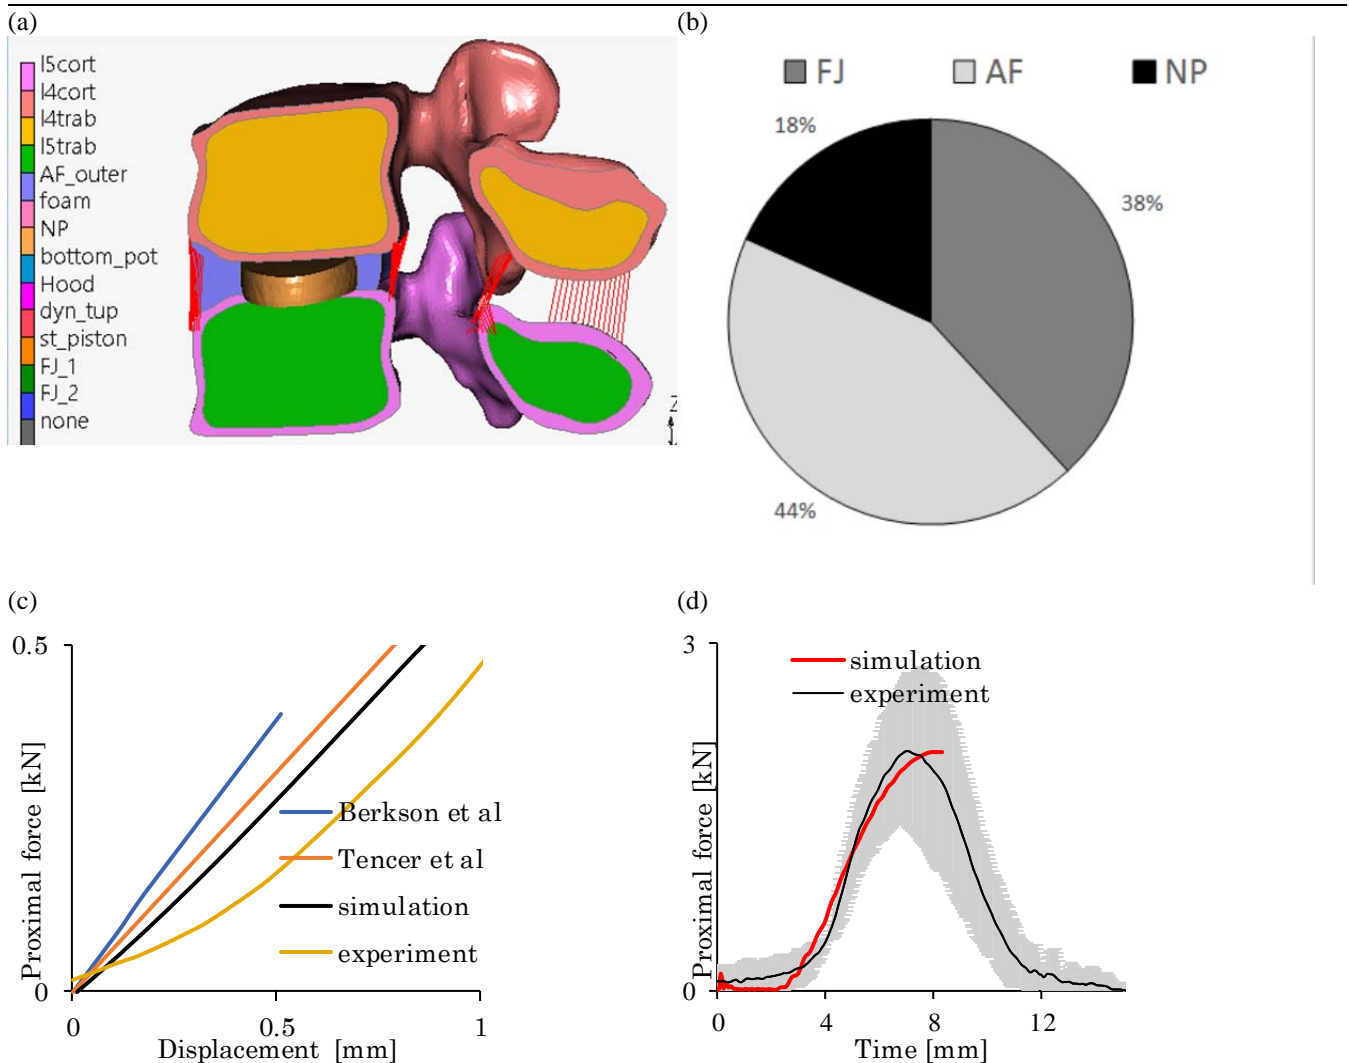 (a)
l5cort
l4cort
l4trab
l5trab
AF_outer
foam
NP
bottom_pot
Hood
dyn_tup
st_piston
FJ_1
FJ_2
none
Z
(b)
FJ AF NP
18%
38%
44%
(c)
0.5
Proximal force [kN]
Berkson et al
Tencer et al
simulation
experiment
0
0 0.5 1
Displacement [mm]
(d)
3
simulation
experiment
Proximal force [kN]
0
0 4 8 12
Time [mm]